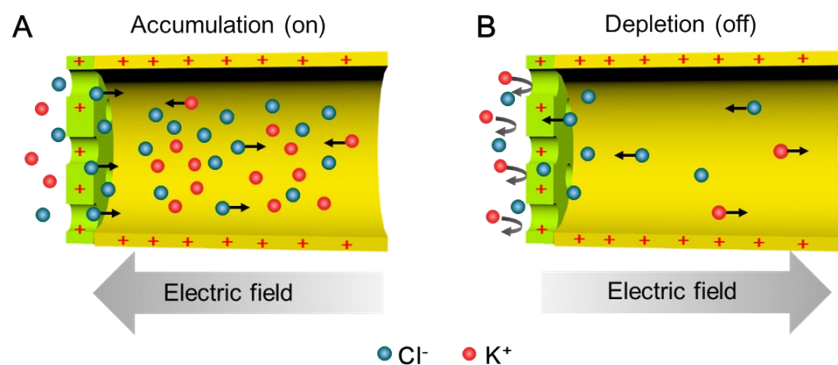 A Accumulation (on)
B Depletion (off)
+ + + + + + + +
+ + + + + + + +
+
+
+
+
+
+
+ + + + + + + +
+ + + + + + + +
Electric field
Electric field
Cl⁻ K⁺